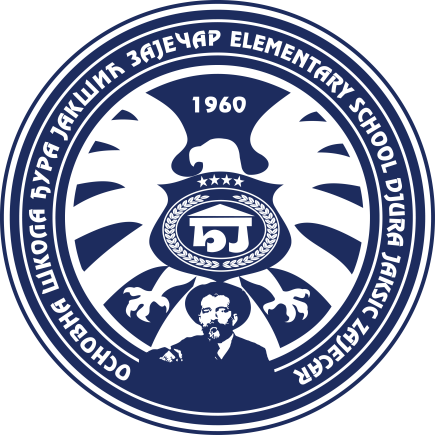 ОСНОВНА ШКОЛА ЂУРА ЈАКШИЋ ЗАЈЕЧАР ELEMENTARY SCHOOL DJURA JAKSIC ZAJECAR
1960
ЂЈ